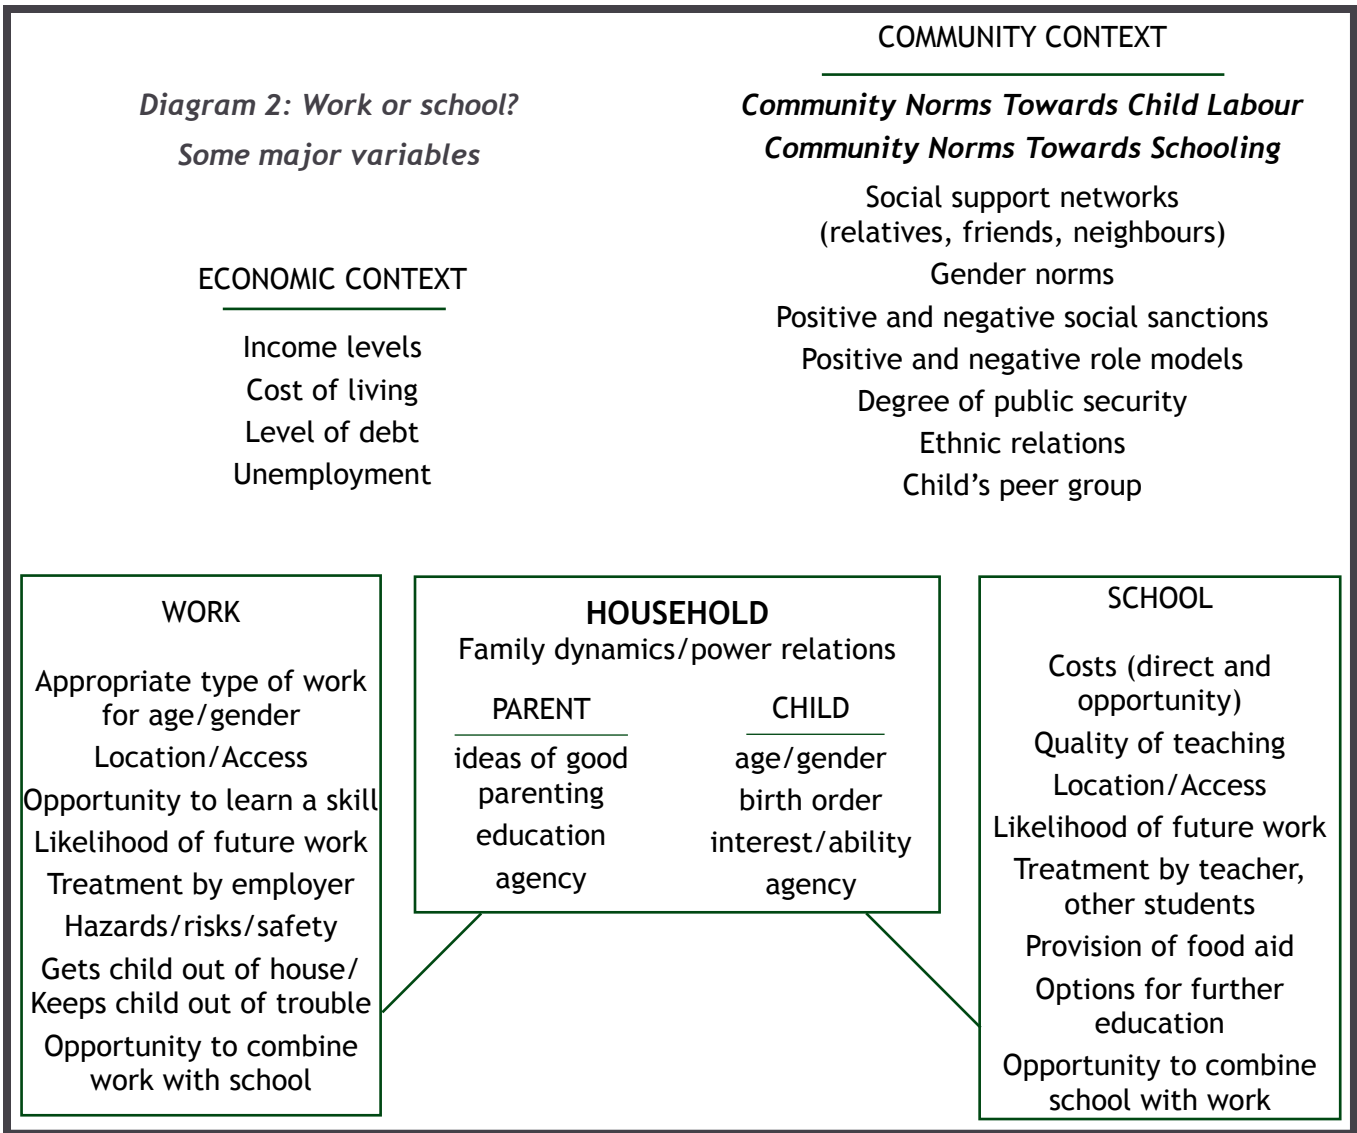 Diagram 2: Work or school?
Some major variables
ECONOMIC CONTEXT
Income levels
Cost of living
Level of debt
Unemployment
COMMUNITY CONTEXT
Community Norms Towards Child Labour
Community Norms Towards Schooling
Social support networks
(relatives, friends, neighbours)
Gender norms
Positive and negative social sanctions
Positive and negative role models
Degree of public security
Ethnic relations
Child’s peer group
WORK
Appropriate type of work
for age/gender
Location/Access
Opportunity to learn a skill
Likelihood of future work
Treatment by employer
Hazards/risks/safety
Gets child out of house/
Keeps child out of trouble
Opportunity to combine
work with school
HOUSEHOLD
Family dynamics/power relations
PARENT
ideas of good
parenting
education
agency
CHILD
age/gender
birth order
interest/ability
agency
SCHOOL
Costs (direct and
opportunity)
Quality of teaching
Location/Access
Likelihood of future work
Treatment by teacher,
other students
Provision of food aid
Options for further
education
Opportunity to combine
school with work